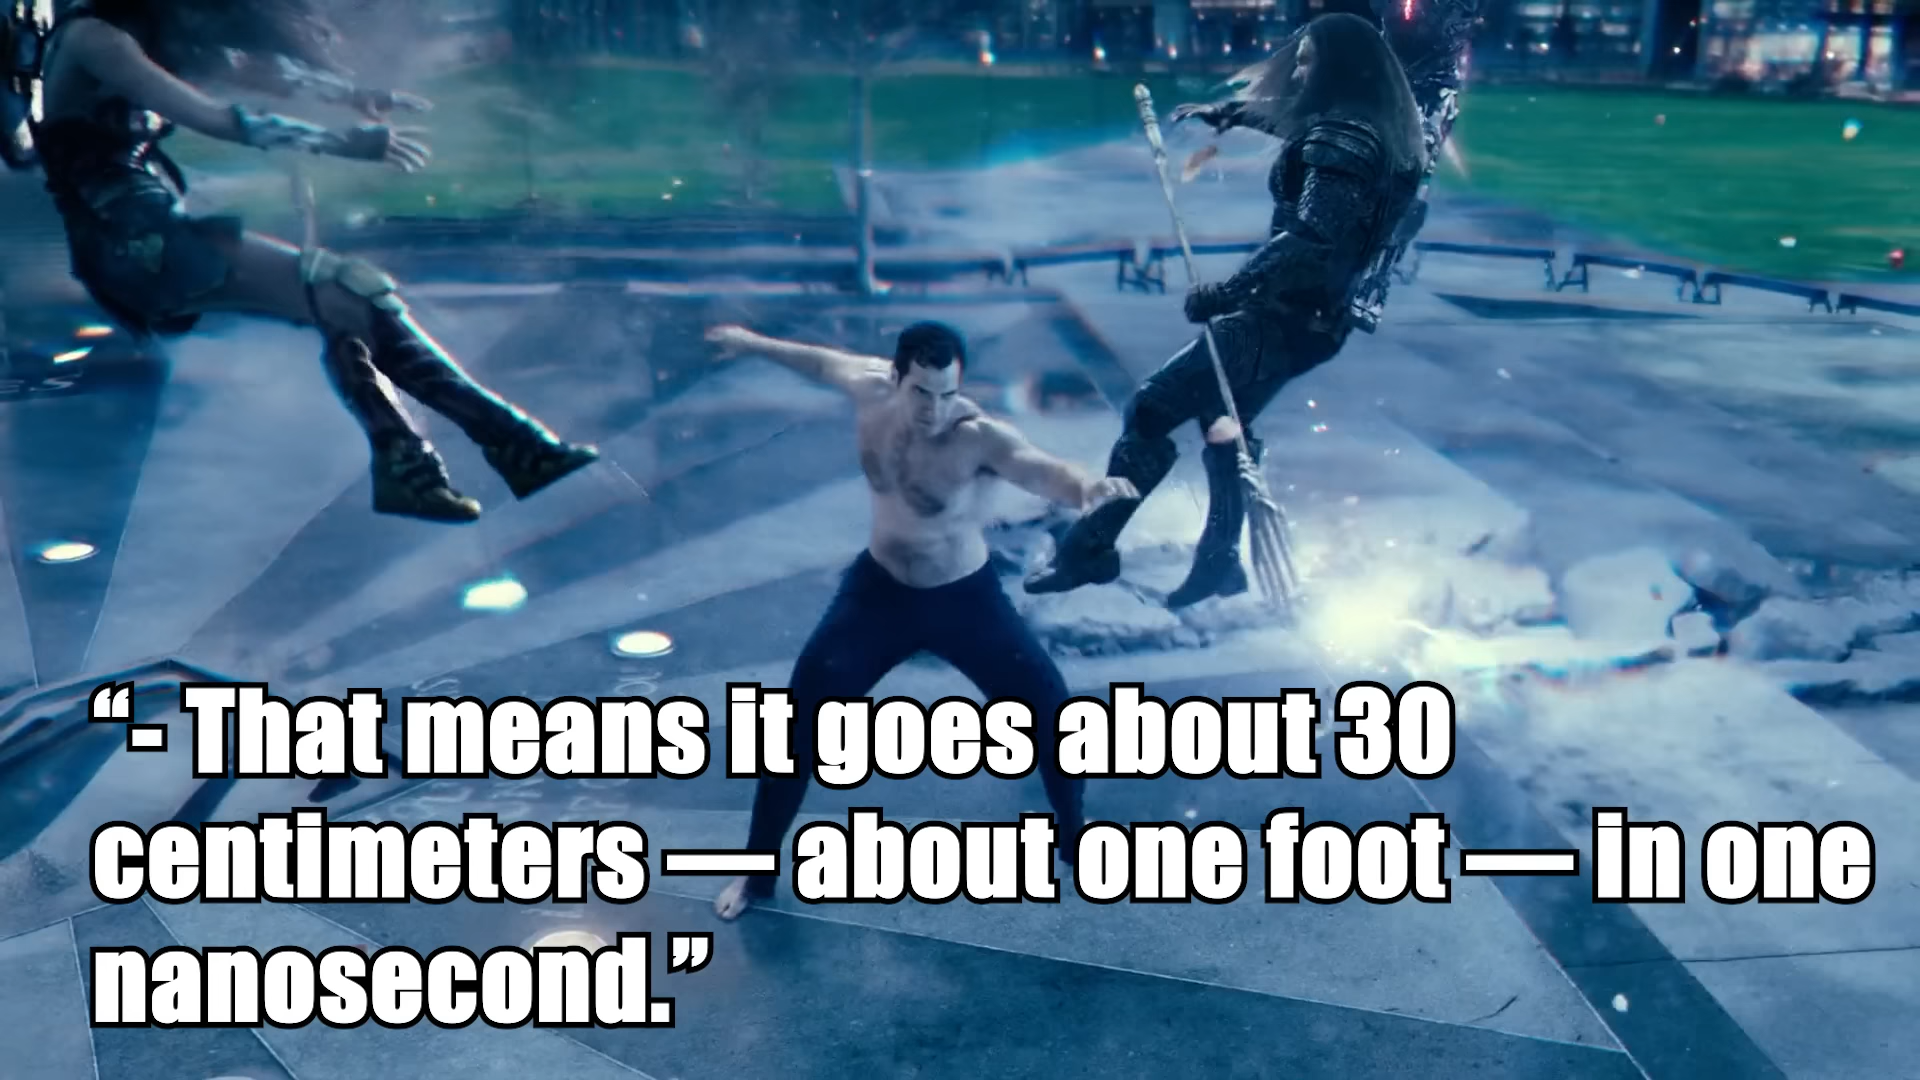 “- That means it goes about 30
centimeters — about one foot — in one
nanosecond.”